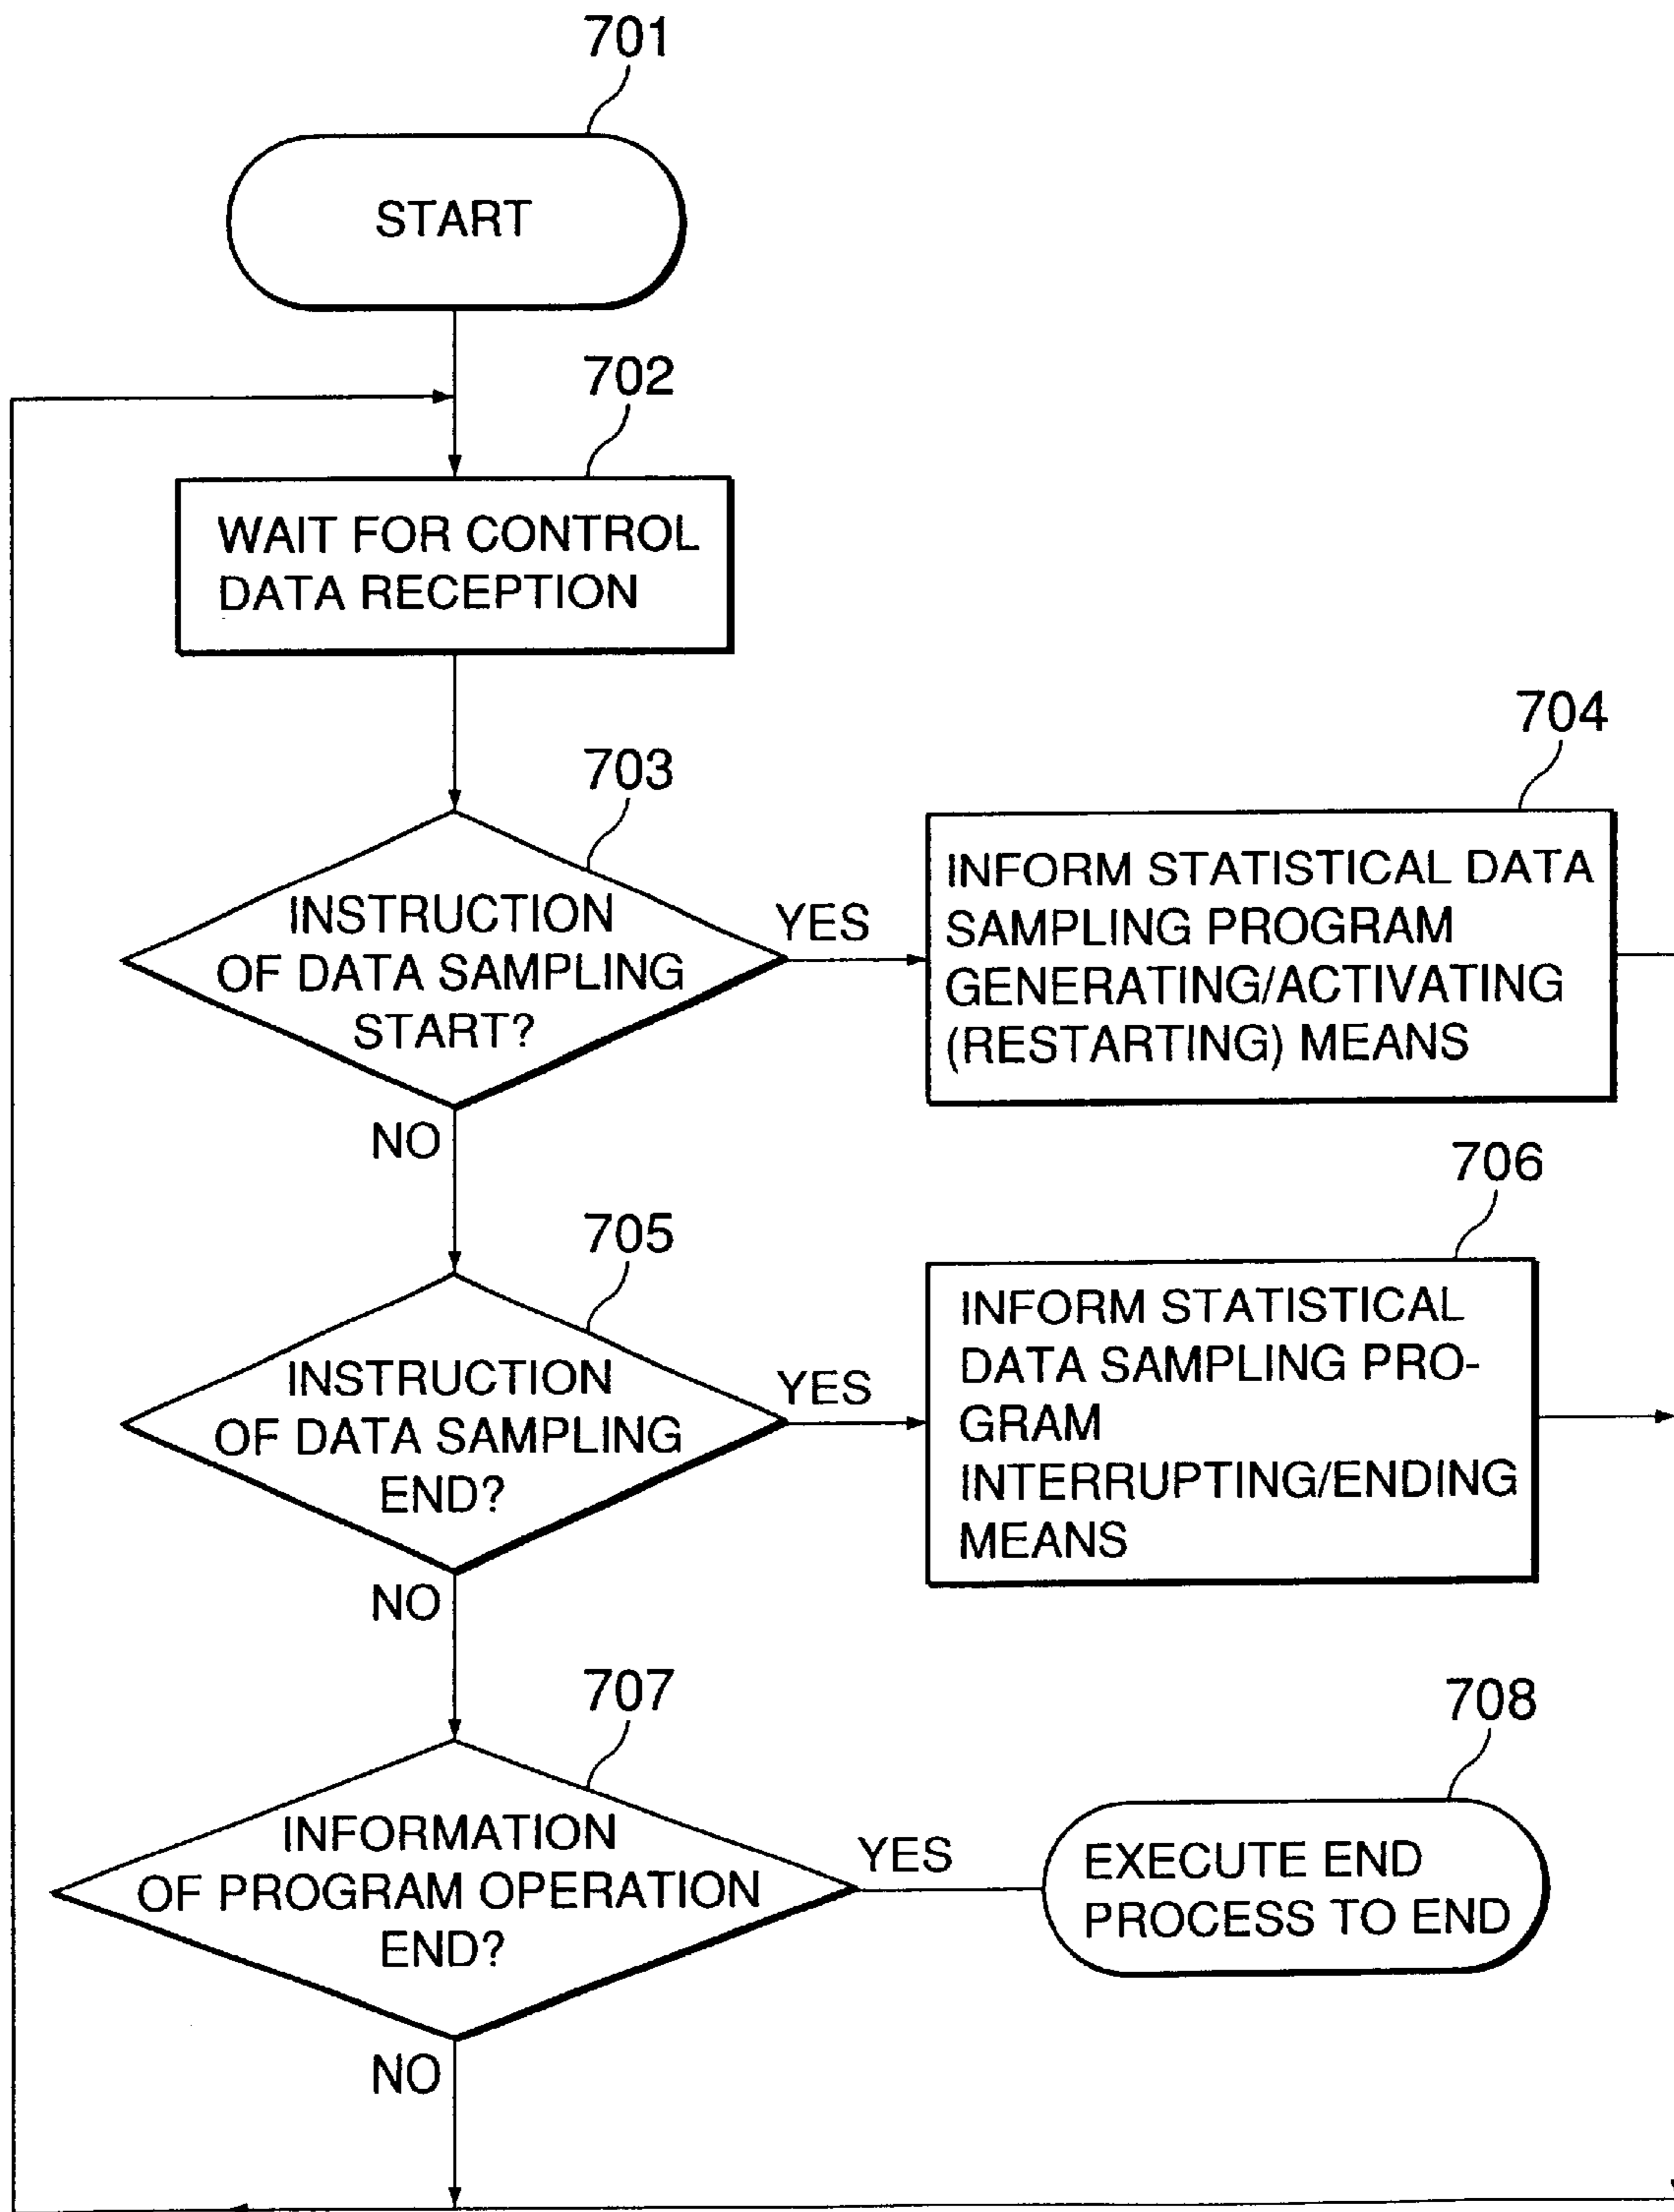 701
START
702
WAIT FOR CONTROL
DATA RECEPTION
703
INSTRUCTION
OF DATA SAMPLING
START?
YES
704
INFORM STATISTICAL DATA
SAMPLING PROGRAM
GENERATING/ACTIVATING
(RESTARTING) MEANS
NO
705
INSTRUCTION
OF DATA SAMPLING
END?
YES
706
INFORM STATISTICAL
DATA SAMPLING PRO-
GRAM
INTERRUPTING/ENDING
MEANS
NO
707
INFORMATION
OF PROGRAM OPERATION
END?
YES
708
EXECUTE END
PROCESS TO END
NO